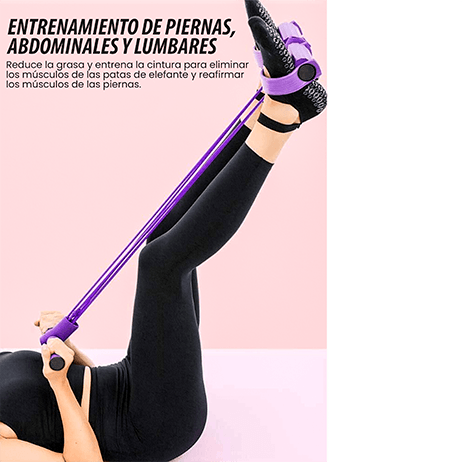 ENTRENAMIENTO DE PIERNAS,
ABDOMINALES Y LUMBARES
Reduce la grasa y entrena la cintura para eliminar
los músculos de las patas de elefante y reafirmar
los músculos de las piernas.